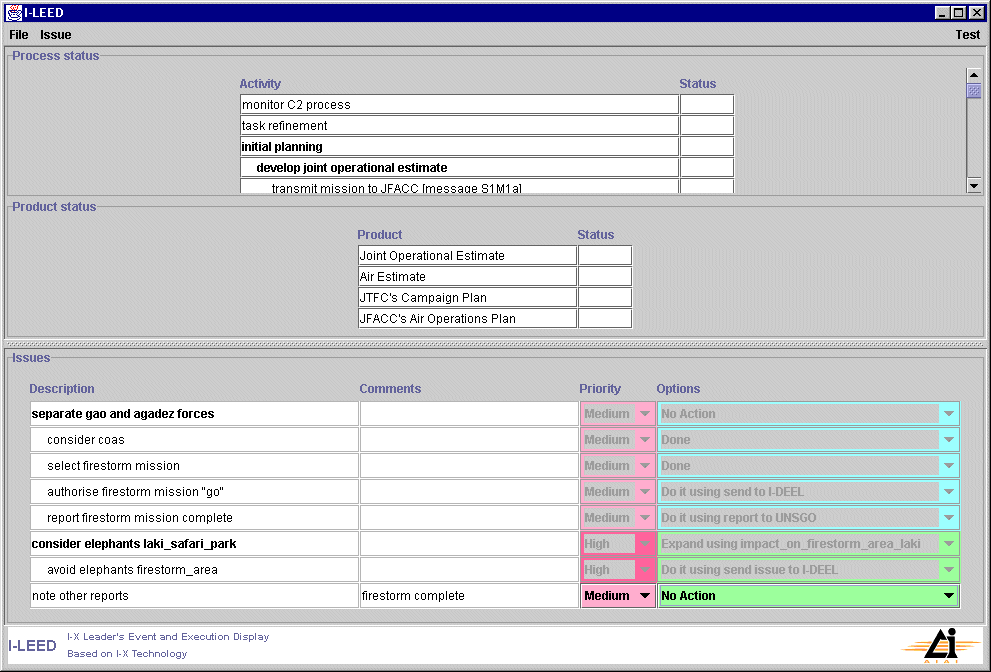 I-LEED
File Issue Test
Process status
Activity Status
monitor C2 process
task refinement
initial planning
develop joint operational estimate
transmit mission to JFACC [message S1M1a]
Product status
Product Status
Joint Operational Estimate
Air Estimate
JTFC's Campaign Plan
JFACC's Air Operations Plan
Issues
Description Comments Priority Options
separate gao and agadez forces Medium No Action
consider coas Medium Done
select firestorm mission Medium Done
authorise firestorm mission "go" Medium Do it using send to I-DEEL
report firestorm mission complete Medium Do it using report to UNSGO
consider elephants laki_safari_park High Expand using impact_on_firestorm_area_laki
avoid elephants firestorm_area High Do it using send issue to I-DEEL
note other reports firestorm complete Medium No Action
I-LEED
I-X Leader's Event and Execution Display
Based on I-X Technology
Ai
A I A I